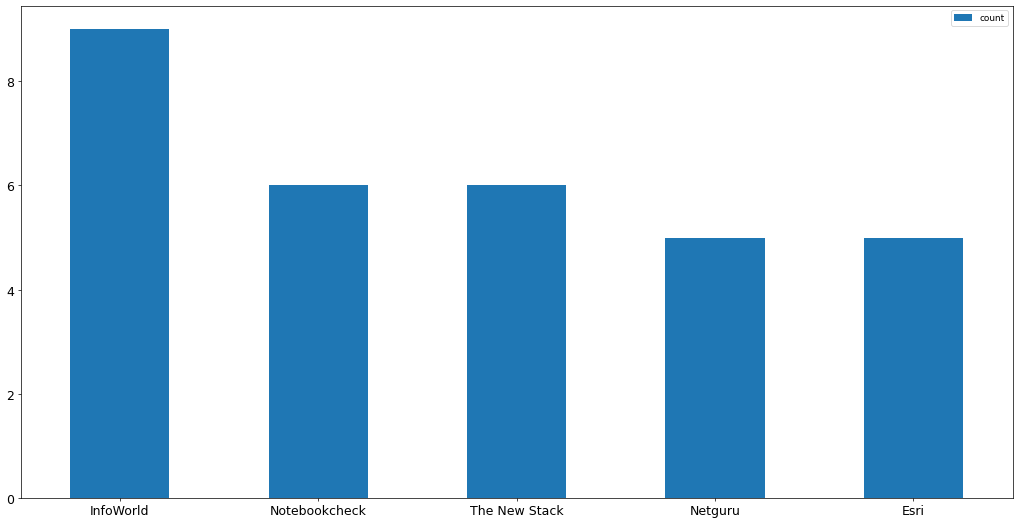 count
8
6
4
2
0
InfoWorld
Notebookcheck
The New Stack
Netguru
Esri